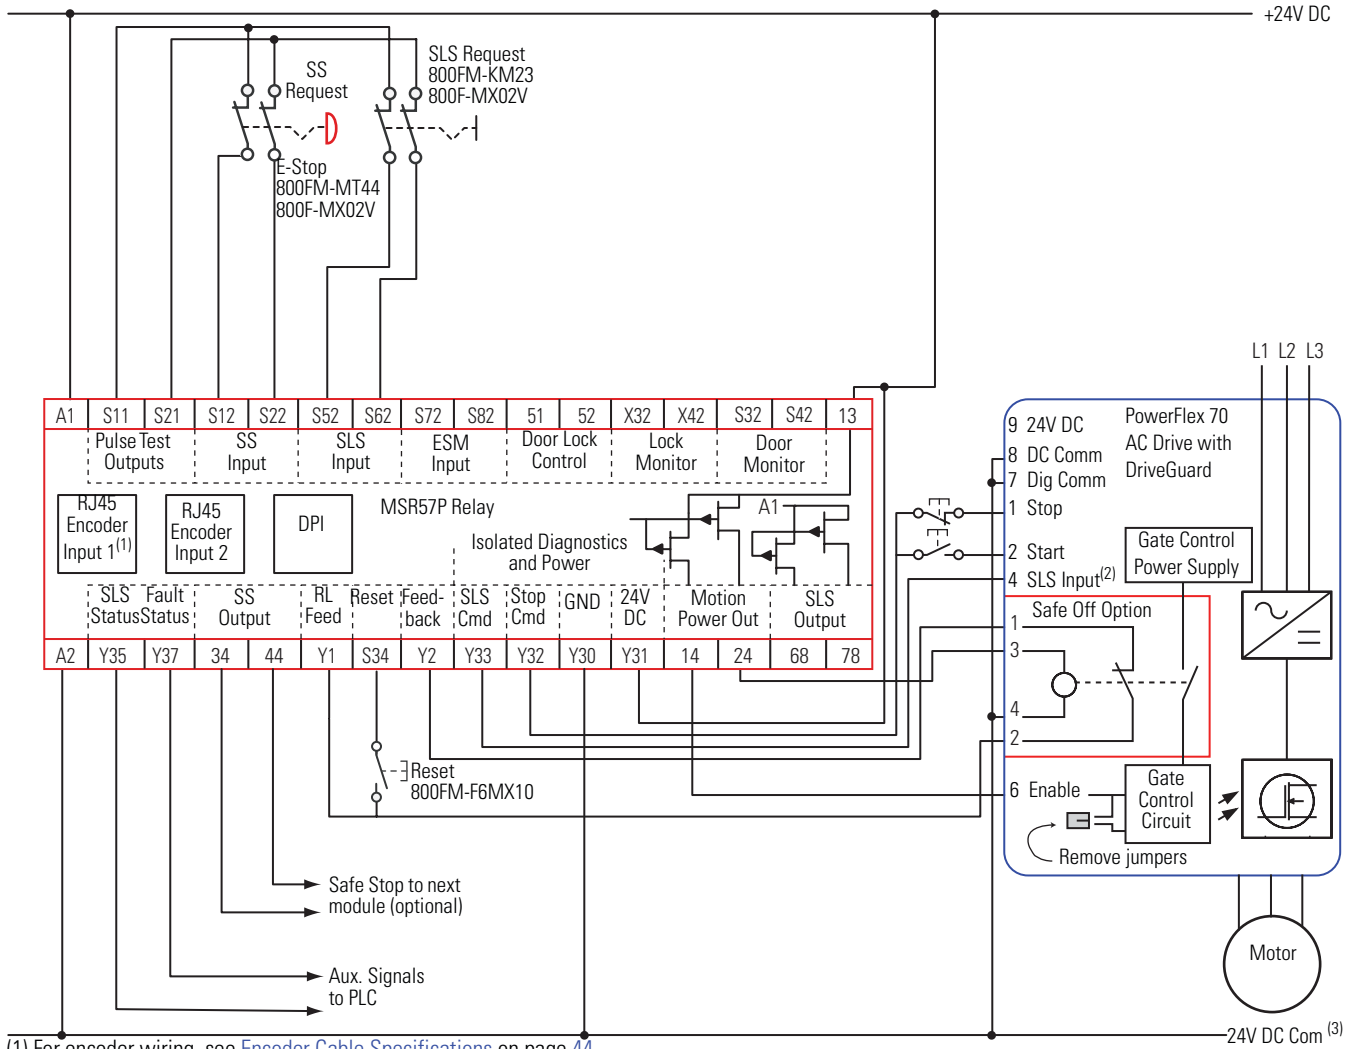 +24V DC
SS
Request
SLS Request
800FM-KM23
800F-MX02V
E-Stop
800FM-MT44
800F-MX02V
L1 L2 L3
A1 S11 S21 S12 S22 S52 S62 S72 S82 51 52 X32 X42 S32 S42 13
Pulse Test
Outputs
SS
Input
SLS
Input
ESM
Input
Door Lock
Control
Lock
Monitor
Door
Monitor
RJ45
Encoder
Input 1(1)
RJ45
Encoder
Input 2
DPI
MSR57P Relay
A1
Isolated Diagnostics
and Power
SLS
Status
Fault
Status
SS
Output
RL
Feed
Reset
Feed-
back
SLS
Cmd
Stop
Cmd
GND
24V
DC
Motion
Power Out
SLS
Output
A2 Y35 Y37 34 44 Y1 S34 Y2 Y33 Y32 Y30 Y31 14 24 68 78
PowerFlex 70
AC Drive with
DriveGuard
9 24V DC
8 DC Comm
7 Dig Comm
1 Stop
2 Start
4 SLS Input(2)
Gate Control
Power Supply
Safe Off Option
1
3
4
2
6 Enable
Gate
Control
Circuit
Remove jumpers
Reset
800FM-F6MX10
Safe Stop to next
module (optional)
Aux. Signals
to PLC
Motor
24V DC Com (3)
(1) For encoder wiring, see Encoder Cable Specifications on page 44